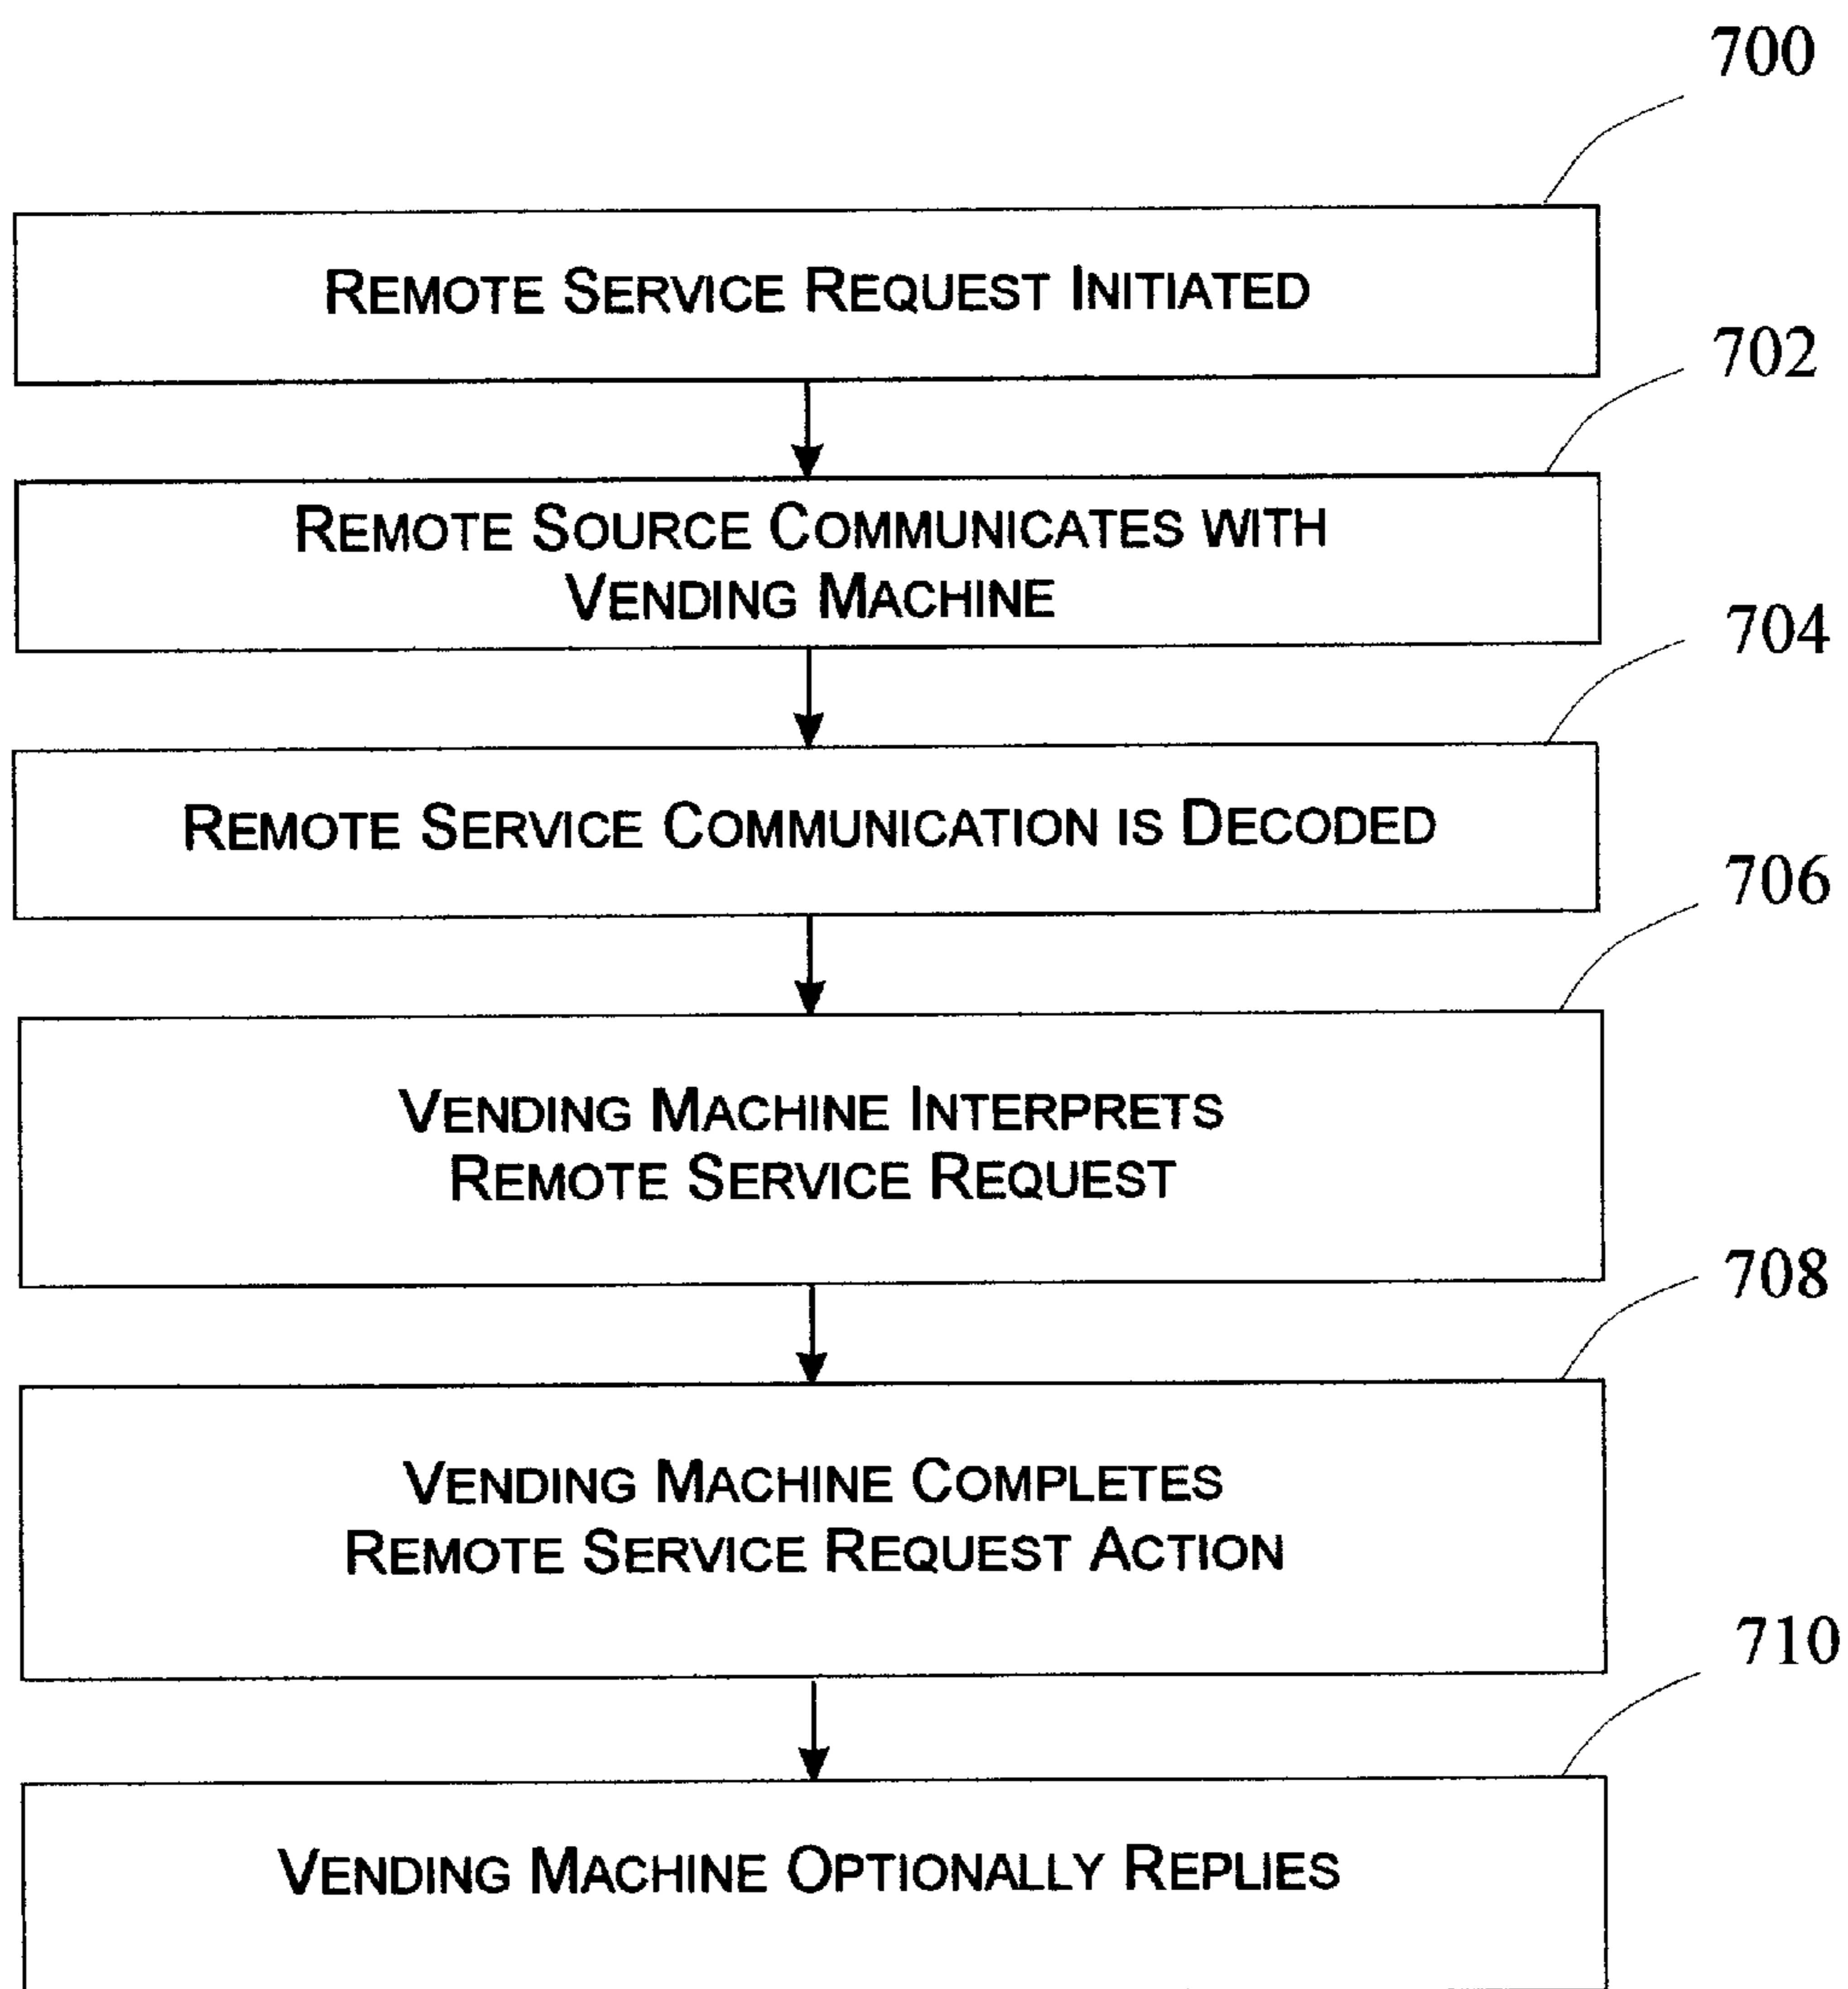 700
REMOTE SERVICE REQUEST INITIATED
702
REMOTE SOURCE COMMUNICATES WITH
VENDING MACHINE
704
REMOTE SERVICE COMMUNICATION IS DECODED
706
VENDING MACHINE INTERPRETS
REMOTE SERVICE REQUEST
708
VENDING MACHINE COMPLETES
REMOTE SERVICE REQUEST ACTION
710
VENDING MACHINE OPTIONALLY REPLIES